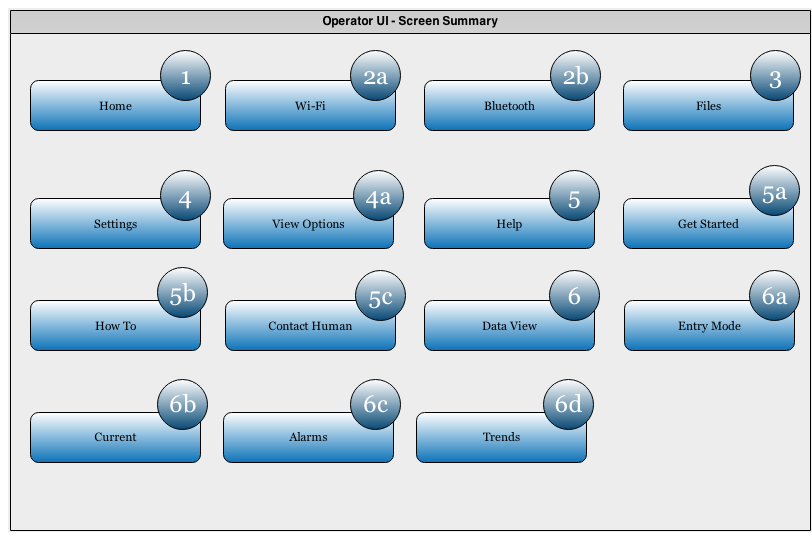 Operator UI - Screen Summary
1
Home
2a
Wi-Fi
2b
Bluetooth
3
Files
4
Settings
4a
View Options
5
Help
5a
Get Started
5b
How To
5c
Contact Human
6
Data View
6a
Entry Mode
6b
Current
6c
Alarms
6d
Trends